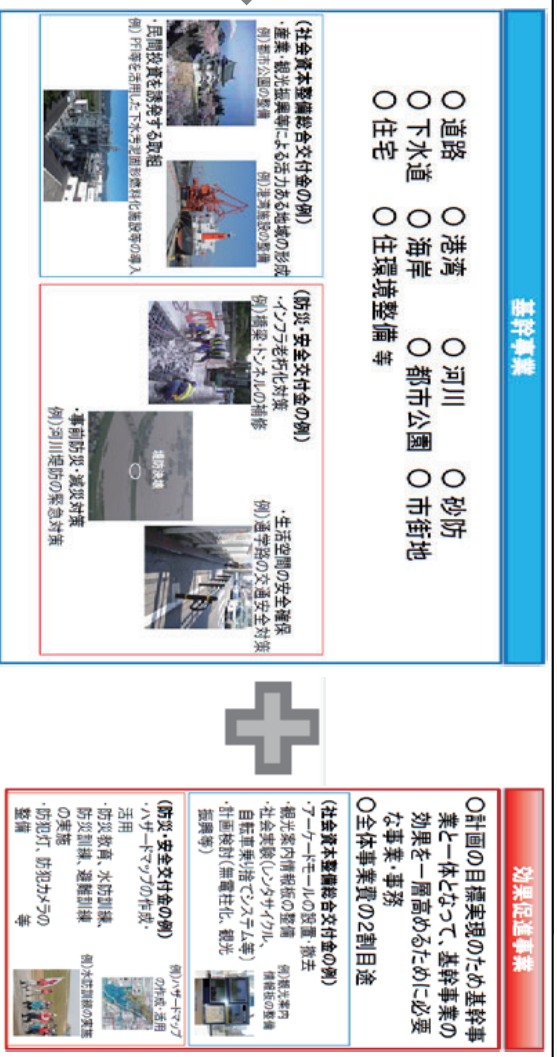 基幹事業
○ 道路　○ 港湾　○ 河川　○ 砂防
○ 下水道　○ 海岸　○ 都市公園　○ 市街地
○ 住宅　○ 住環境整備 等
(社会資本整備総合交付金の例)
・産業・観光振興等による活力ある地域の形成
例)都市公園の整備
例)港湾施設の整備
・民間投資を誘発する取組
例) PFI等を活用した下水汚泥固形燃料化施設等の導入
(防災・安全交付金の例)
・インフラ老朽化対策
例)橋梁・トンネルの補修
堤防決壊
・事前防災・減災対策
例)河川堤防の緊急対策
・生活空間の安全確保
例)通学路の交通安全対策
効果促進事業
○計画の目標実現のため基幹事
業と一体となって、基幹事業の
効果を一層高めるために必要
な事業・事務
○全体事業費の2割目途
(社会資本整備総合交付金の例)
・アーケードモールの設置・撤去
・観光案内情報板の整備
・社会実験(レンタサイクル、
自転車乗り捨てシステム等)
・計画検討(無電柱化、観光
振興等)
例)観光案内
情報板の整備
(防災・安全交付金の例)
・ハザードマップの作成・
活用
・防災教育、水防訓練、
防災訓練、避難訓練
の実施
・防犯灯、防犯カメラの
整備　等
例)ハザードマップ
の作成・活用
例)水防訓練の実施